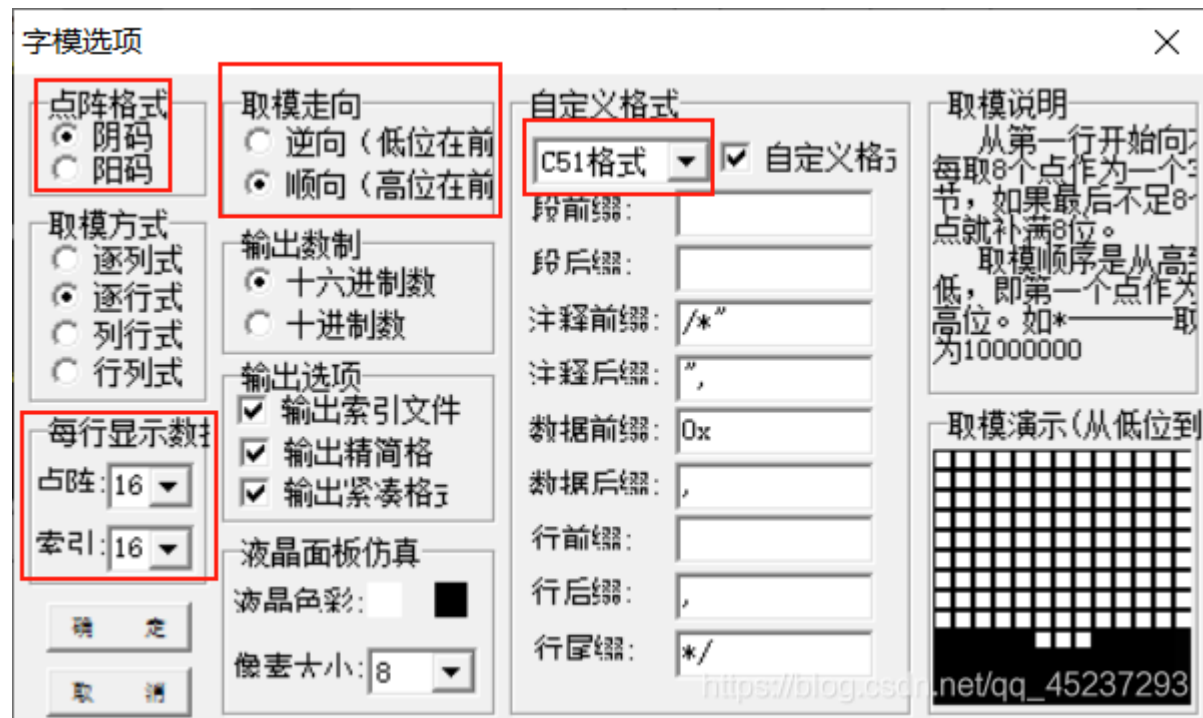 字模选项
点阵格式
阴码
阳码
取模方式
逐列式
逐行式
列行式
行列式
每行显示数据
点阵: 16
索引: 16
确 定
取 消
取模走向
逆向（低位在前
顺向（高位在前
输出数制
十六进制数
十进制数
输出选项
输出索引文件
输出精简格
输出紧凑格式
液晶面板仿真
液晶色彩:
像素大小: 8
自定义格式
C51格式
自定义格式
段前缀:
段后缀:
注释前缀: /*"
注释后缀: ",
数据前缀: 0x
数据后缀: ,
行前缀:
行后缀: ,
行尾缀: */
取模说明
从第一行开始向
每取8个点作为一个字
节，如果最后不足8个
点就补满8位。
取模顺序是从高到
低，即第一个点作为
高位。如*———————取
为10000000
取模演示(从低位到
https://blog.csdn.net/qq_45237293